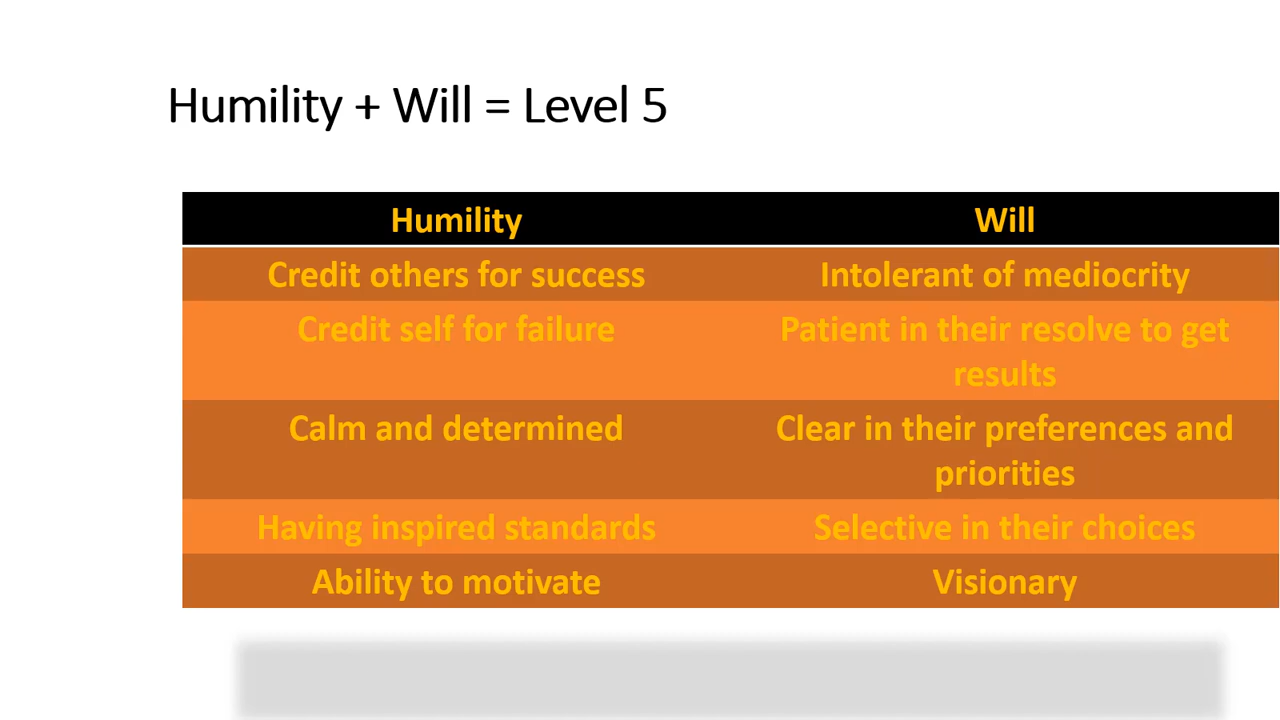 Humility + Will = Level 5
Humility Will
Credit others for success Intolerant of mediocrity
Credit self for failure Patient in their resolve to get
results
Calm and determined Clear in their preferences and
priorities
Having inspired standards Selective in their choices
Ability to motivate Visionary